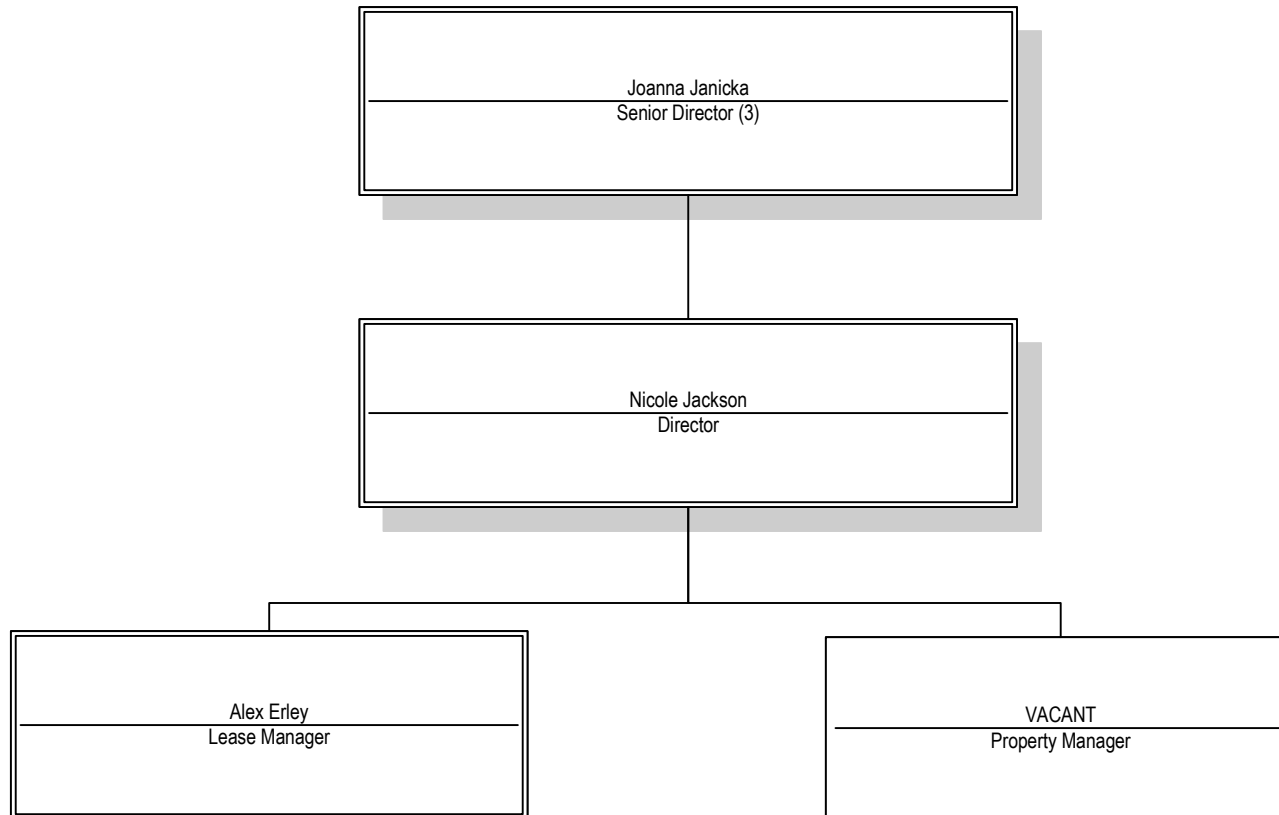 Joanna Janicka
Senior Director (3)
Nicole Jackson
Director
Alex Erley
Lease Manager
VACANT
Property Manager